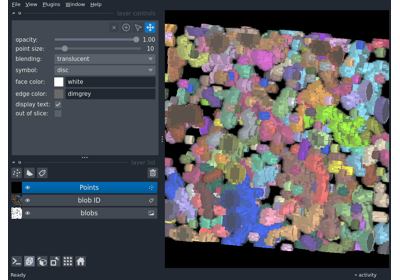 File View Plugins Window Help
layer controls
opacity: 1.00
point size: 10
blending: translucent
symbol: disc
face color: white
edge color: dimgrey
display text:
out of slice:
layer list
Points
blob ID
blobs
Ready
activity